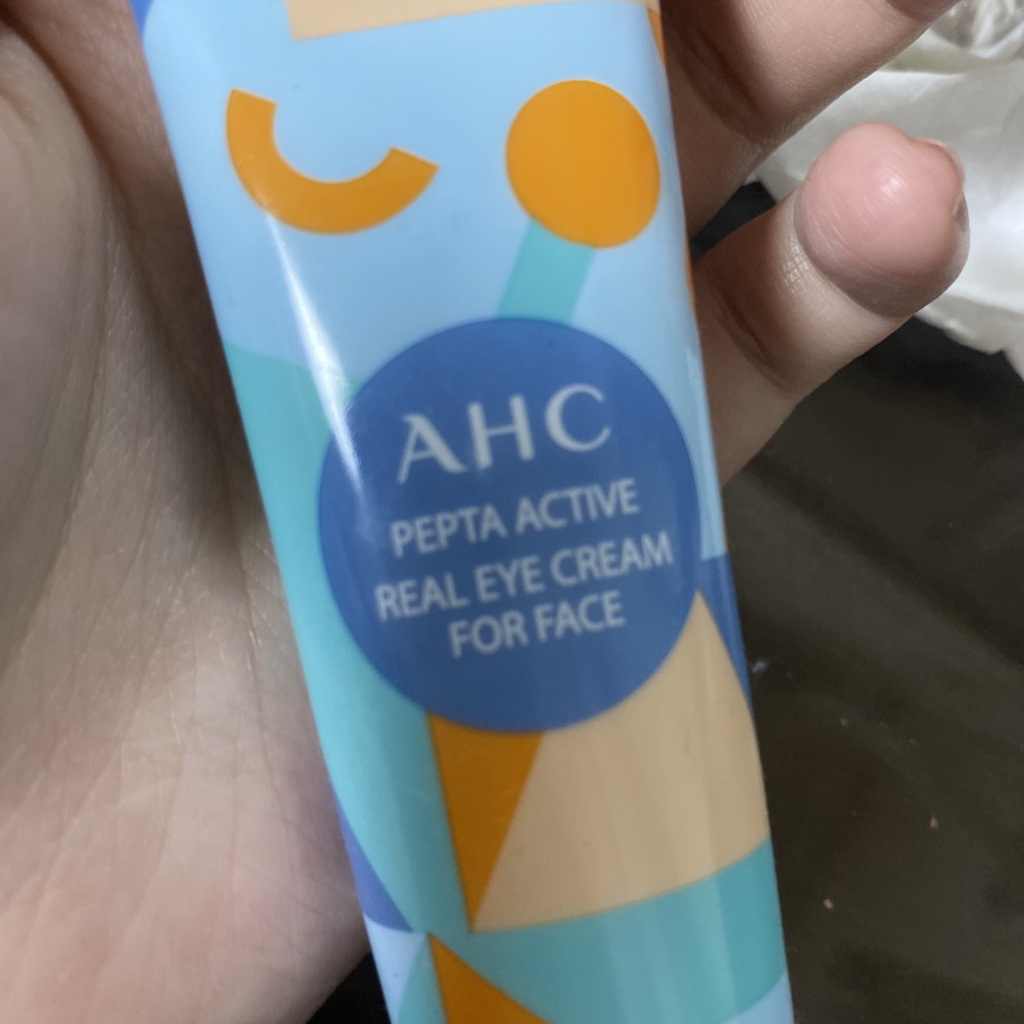 AHC
PEPTA ACTIVE
REAL EYE CREAM
FOR FACE